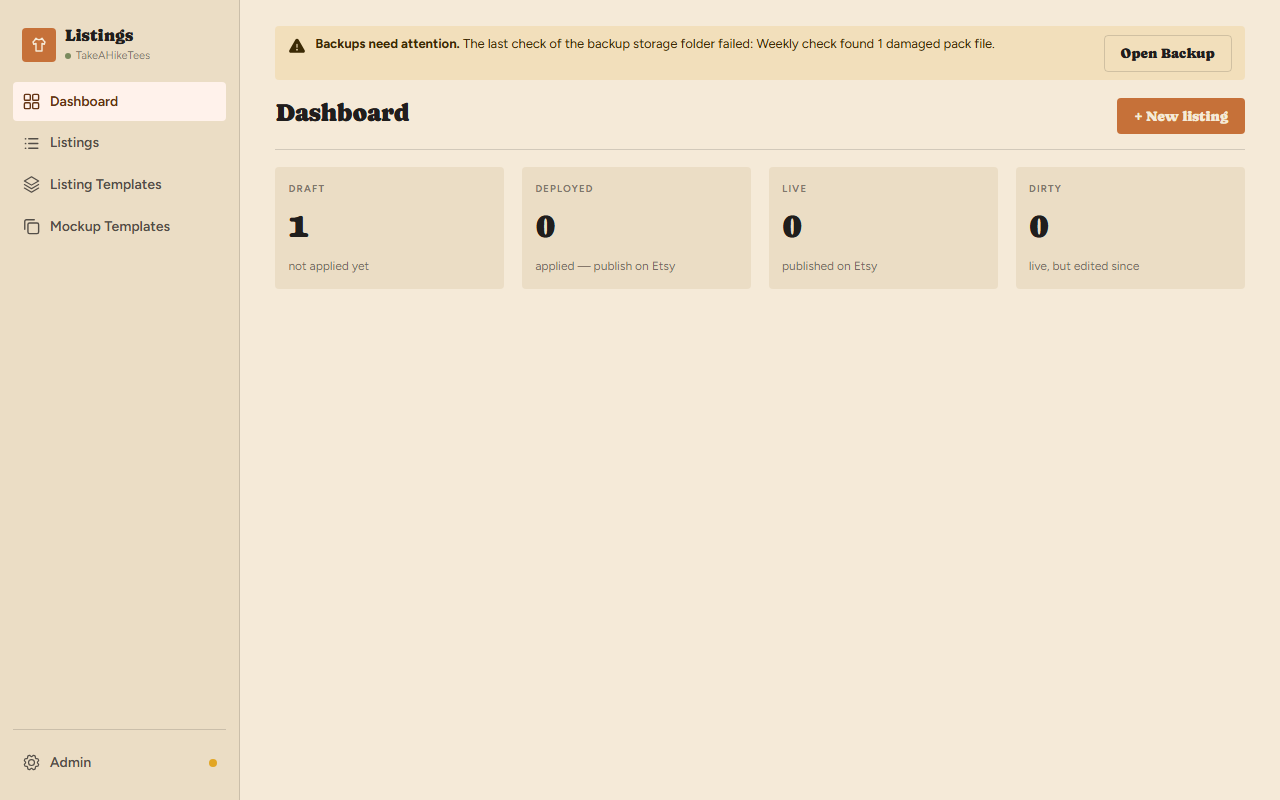 Listings
TakeAHikeTees
Dashboard
Listings
Listing Templates
Mockup Templates
Admin
Backups need attention. The last check of the backup storage folder failed: Weekly check found 1 damaged pack file.
Open Backup
Dashboard
+ New listing
DRAFT
1
not applied yet
DEPLOYED
0
applied — publish on Etsy
LIVE
0
published on Etsy
DIRTY
0
live, but edited since